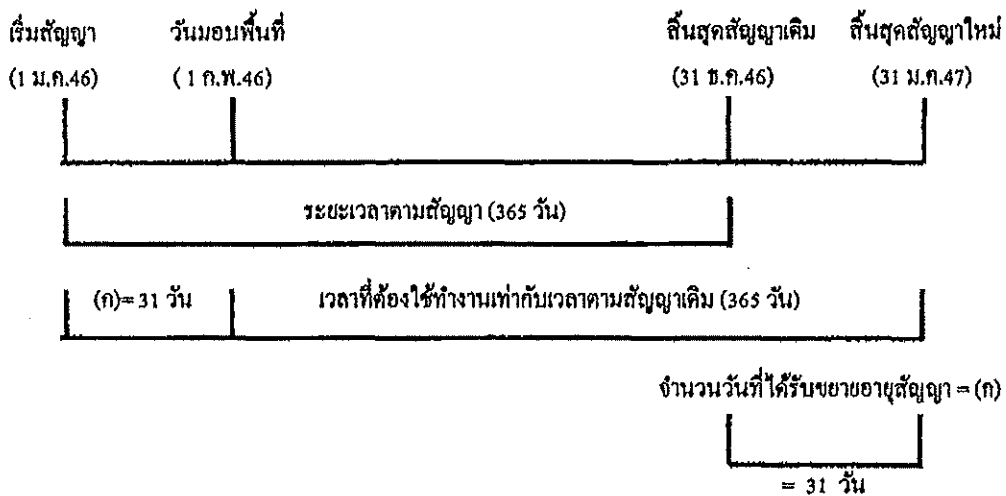 เริ่มสัญญา วันมอบพื้นที่ สิ้นสุดสัญญาเดิม สิ้นสุดสัญญาใหม่
(1 ม.ค.46) ( 1 ก.พ.46) (31 ธ.ค.46) (31 ม.ค.47)
ระยะเวลาตามสัญญา (365 วัน)
(ก)= 31 วัน เวลาที่ต้องใช้ทำงานเท่ากับเวลาตามสัญญาเดิม (365 วัน)
จำนวนวันที่ได้รับขยายอายุสัญญา = (ก)
= 31 วัน